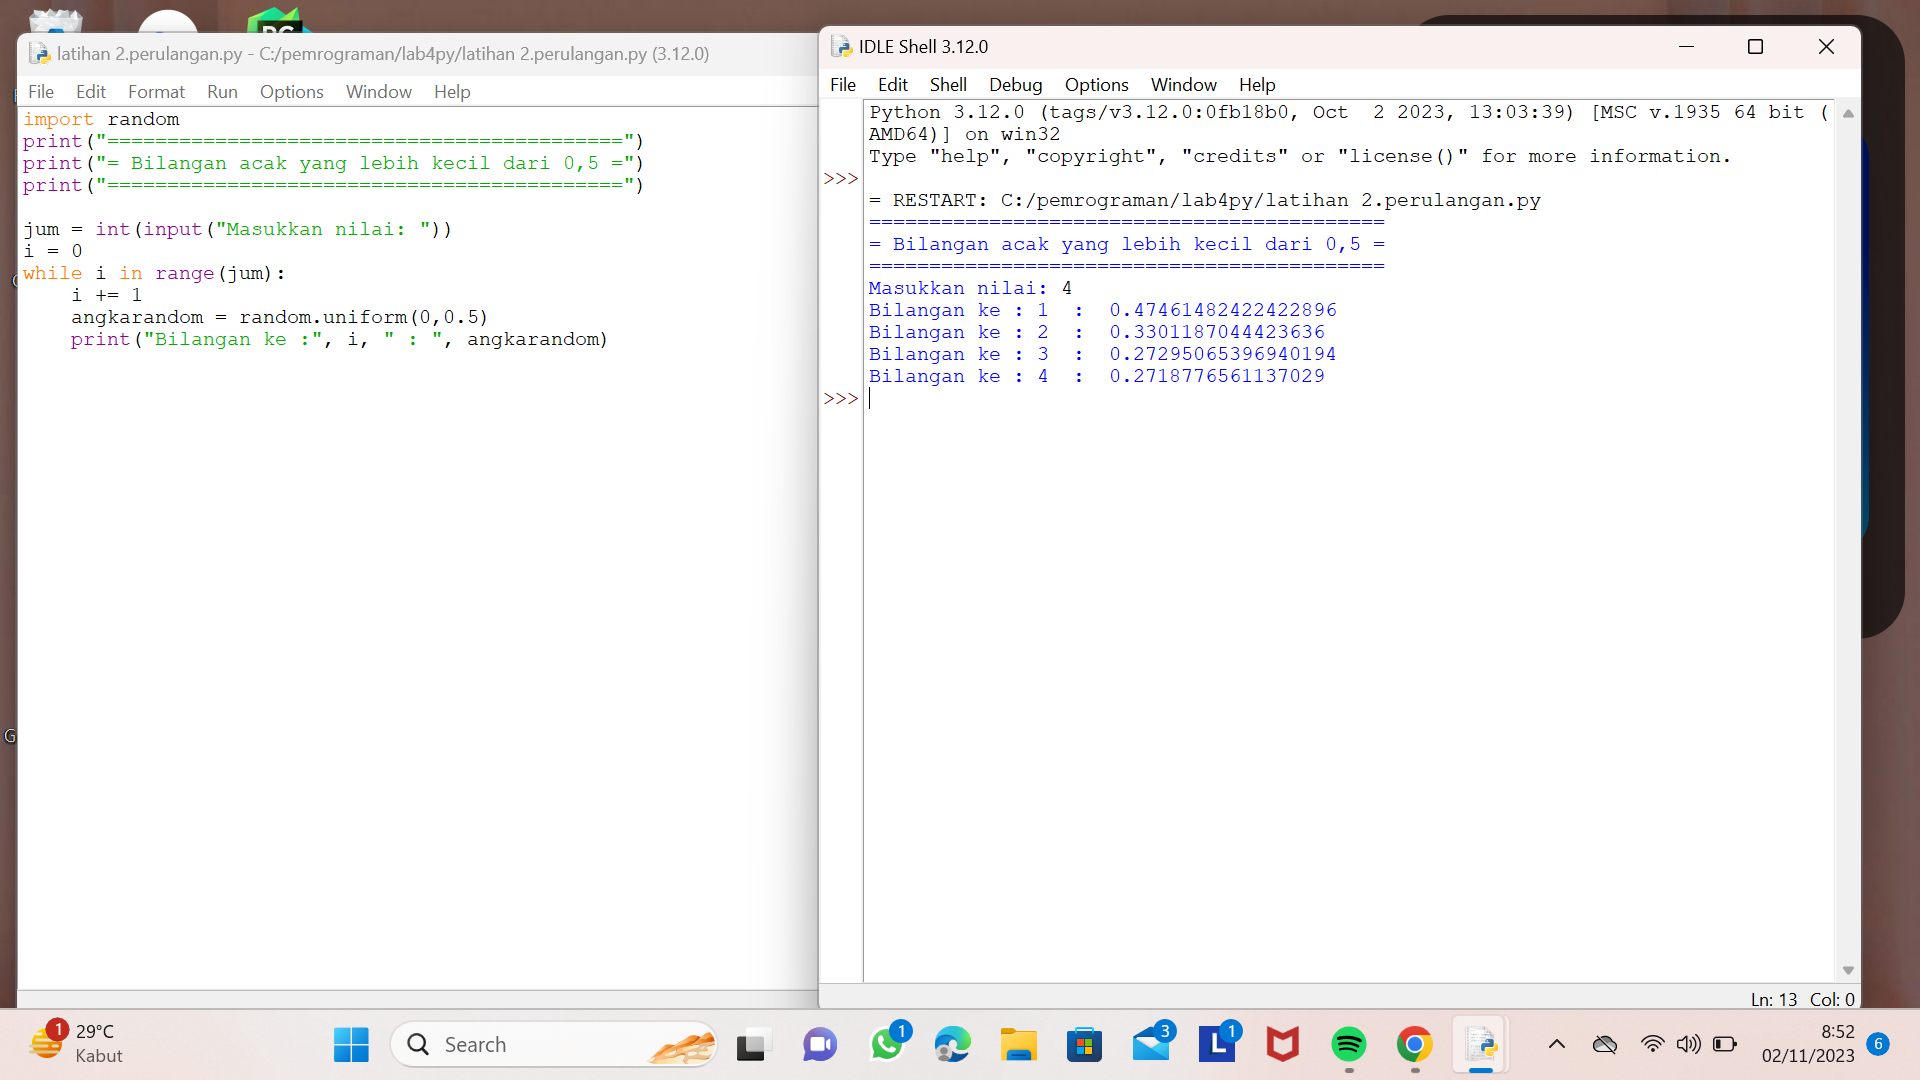 latihan 2.perulangan.py - C:/pemrograman/lab4py/latihan 2.perulangan.py (3.12.0)
File Edit Format Run Options Window Help
import random
print("===========================================")
print("= Bilangan acak yang lebih kecil dari 0,5 =")
print("===========================================")
jum = int(input("Masukkan nilai: "))
i = 0
while i in range(jum):
    i += 1
    angkarandom = random.uniform(0,0.5)
    print("Bilangan ke :", i, " : ", angkarandom)
IDLE Shell 3.12.0
File Edit Shell Debug Options Window Help
Python 3.12.0 (tags/v3.12.0:0fb18b0, Oct  2 2023, 13:03:39) [MSC v.1935 64 bit (
AMD64)] on win32
Type "help", "copyright", "credits" or "license()" for more information.
>>>
= RESTART: C:/pemrograman/lab4py/latihan 2.perulangan.py
===========================================
= Bilangan acak yang lebih kecil dari 0,5 =
===========================================
Masukkan nilai: 4
Bilangan ke : 1  :  0.47461482422422896
Bilangan ke : 2  :  0.3301187044423636
Bilangan ke : 3  :  0.27295065396940194
Bilangan ke : 4  :  0.2718776561137029
>>>
Ln: 13 Col: 0
G
1
29°C
Kabut
Search
1
3
L
1
8:52
02/11/2023
6